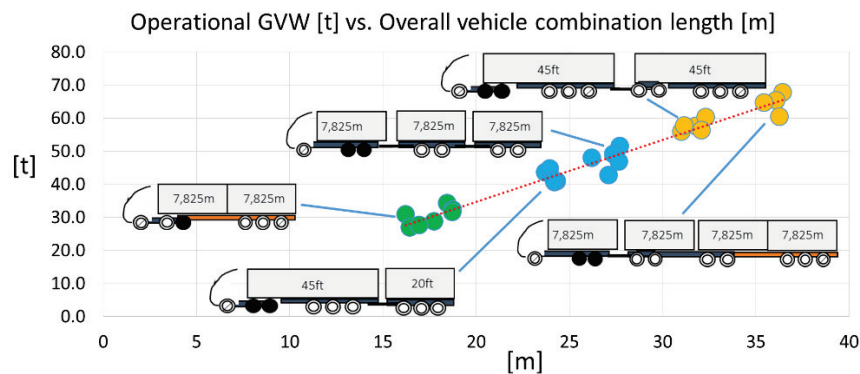 Operational GVW [t] vs. Overall vehicle combination length [m]
80.0
70.0
60.0
50.0
40.0
30.0
20.0
10.0
0.0
[t]
45ft 45ft
7,825m 7,825m 7,825m
7,825m 7,825m
7,825m 7,825m 7,825m 7,825m
45ft 20ft
0 5 10 15 20 25 30 35 40
[m]